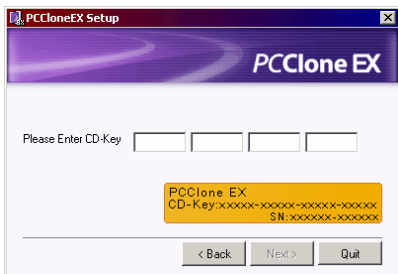 PCCloneEX Setup
PCClone EX
Please Enter CD-Key
PCClone EX
CD-Key:xxxxx-xxxxx-xxxxx-xxxxx
SN:xxxxxx-xxxxxx
< Back Next > Quit